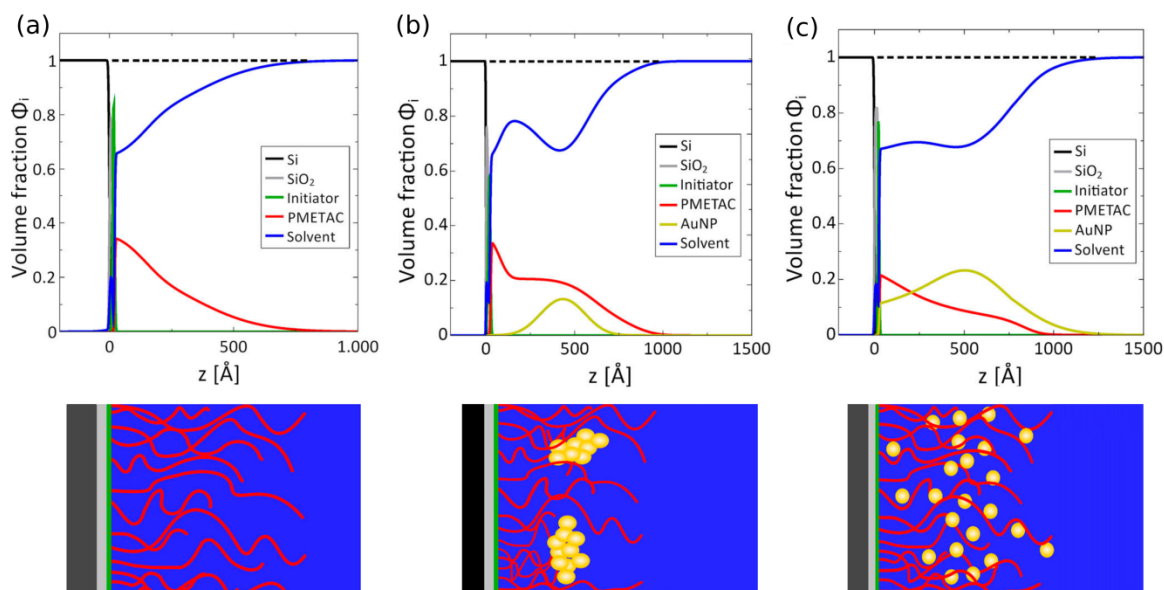 (a)
Volume fraction Φi
1
0.8
0.6
0.4
0.2
0
0
500
1.000
z [Å]
Si
SiO2
Initiator
PMETAC
Solvent
(b)
Volume fraction Φi
1
0.8
0.6
0.4
0.2
0
0
500
1000
1500
z [Å]
Si
SiO2
Initiator
PMETAC
AuNP
Solvent
(c)
Volume fraction Φi
1
0.8
0.6
0.4
0.2
0
0
500
1000
1500
z [Å]
Si
SiO2
Initiator
PMETAC
AuNP
Solvent